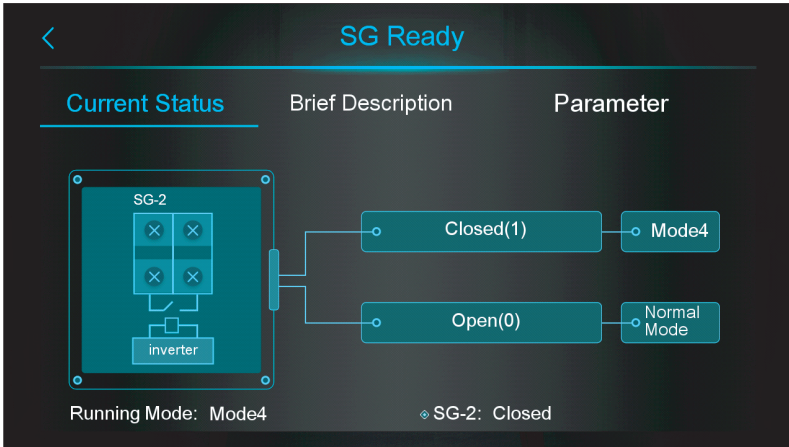 SG Ready
Current Status
Brief Description
Parameter
SG-2
inverter
Closed(1)
Mode4
Open(0)
Normal
Mode
Running Mode: Mode4
SG-2: Closed